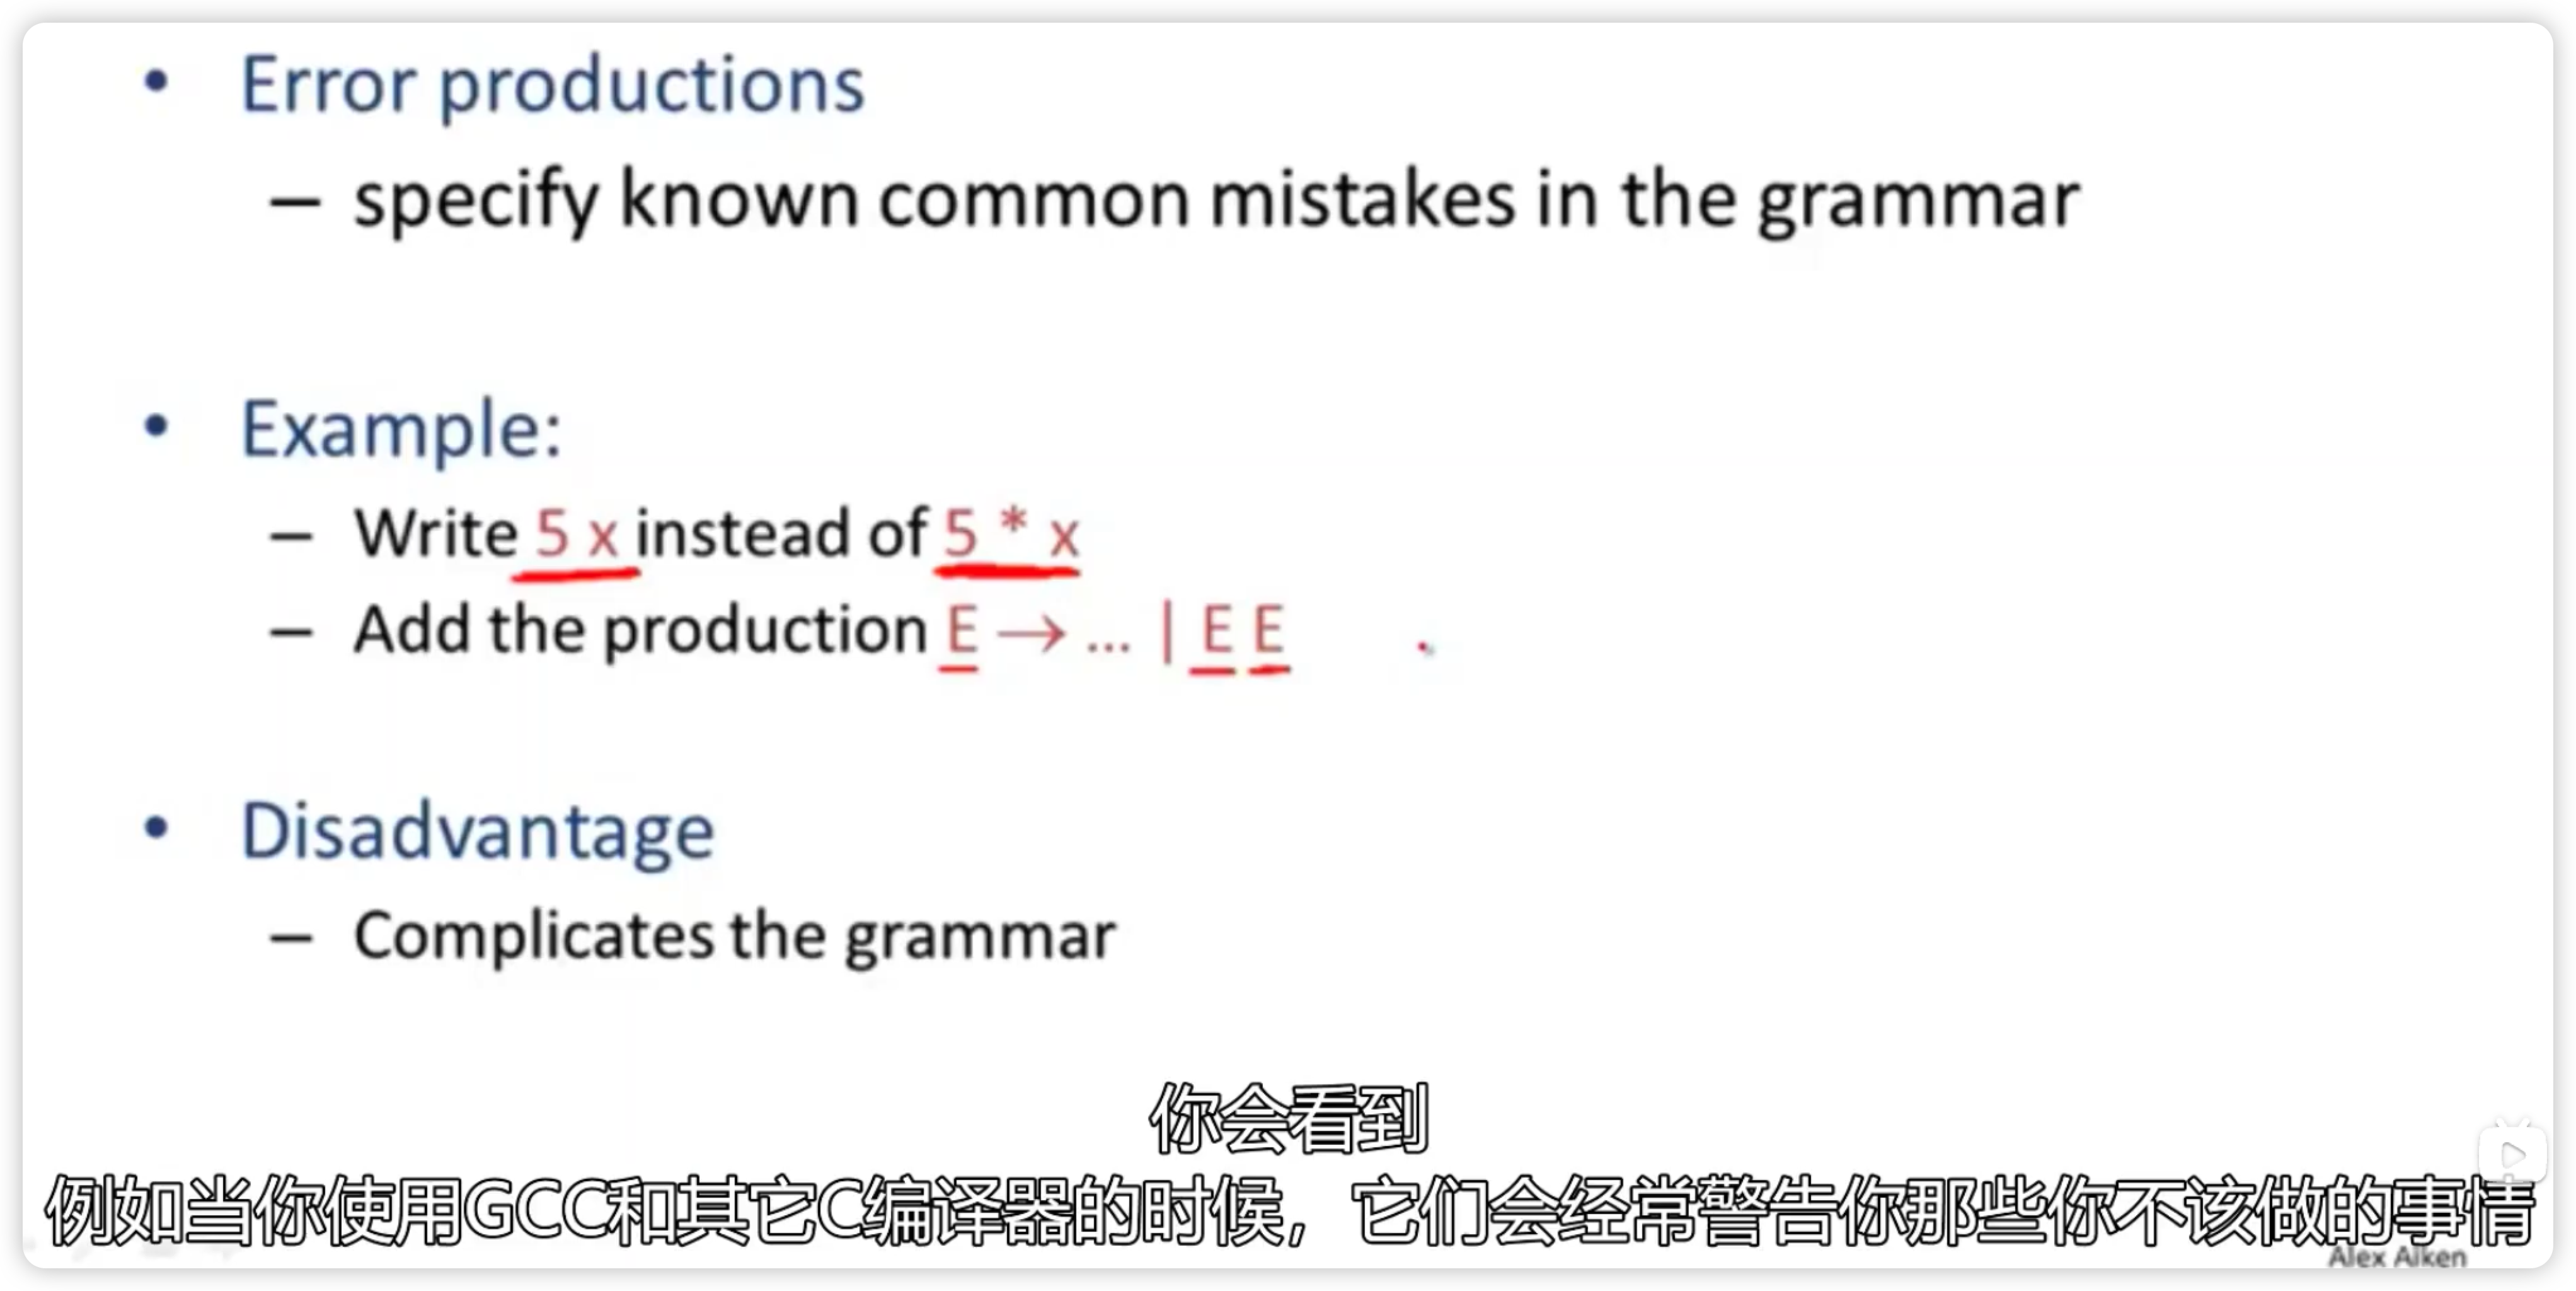 • Error productions
– specify known common mistakes in the grammar
• Example:
– Write 5 x instead of 5 * x
– Add the production E → ... | E E
• Disadvantage
– Complicates the grammar
你会看到
例如当你使用GCC和其它C编译器的时候，它们会经常警告你那些你不该做的事情
Alex Aiken